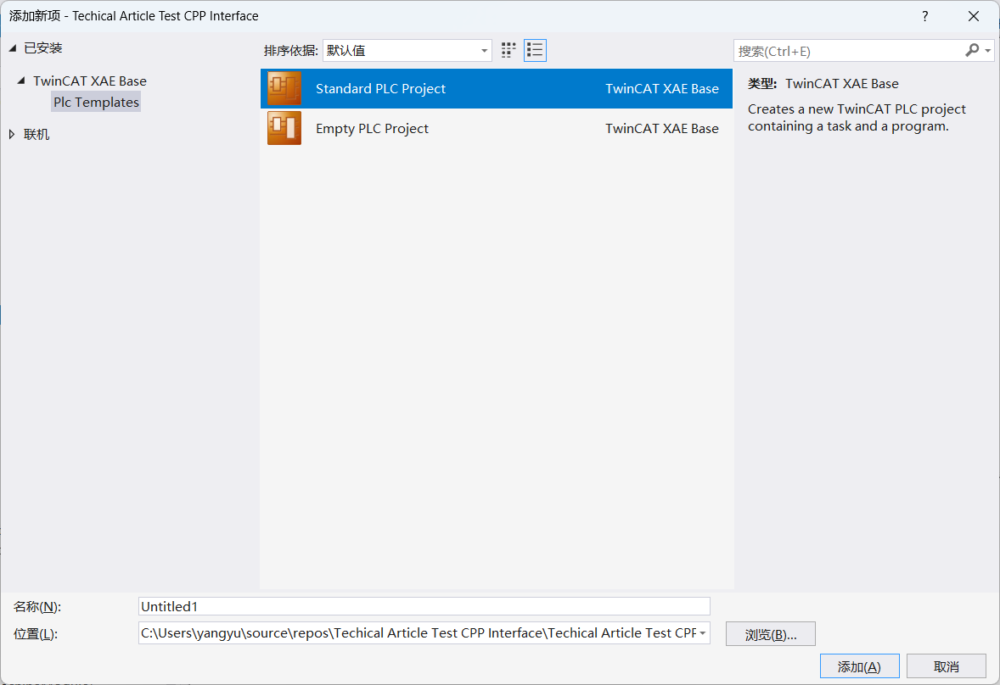 添加新项 - Techical Article Test CPP Interface
?
已安装
TwinCAT XAE Base
Plc Templates
联机
排序依据: 默认值
Standard PLC Project TwinCAT XAE Base
Empty PLC Project TwinCAT XAE Base
搜索(Ctrl+E)
类型: TwinCAT XAE Base
Creates a new TwinCAT PLC project
containing a task and a program.
名称(N): Untitled1
位置(L): C:\Users\yangyu\source\repos\Techical Article Test CPP Interface\Techical Article Test CPF
浏览(B)...
添加(A) 取消